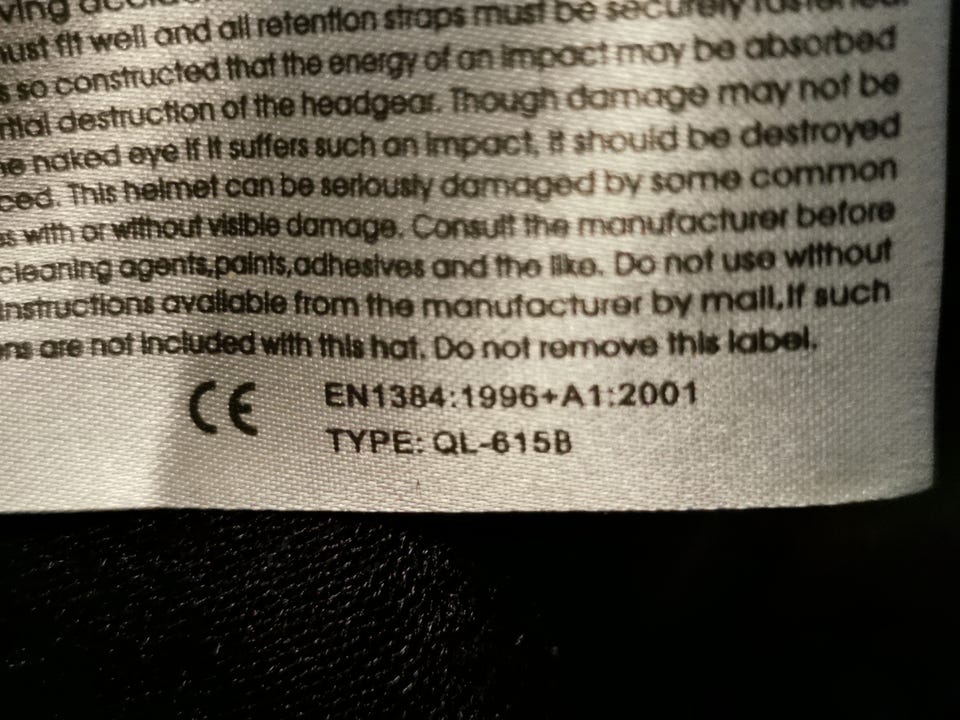 must fit well and all retention straps must be securely fastened.
so constructed that the energy of an impact may be absorbed
destruction of the headgear. Though damage may not be
naked eye if it suffers such an impact, it should be destroyed
This helmet can be seriously damaged by some common
with or without visible damage. Consult the manufacturer before
cleaning agents,paints,adhesives and the like. Do not use without
instructions available from the manufacturer by mail,If such
are not included with this hat. Do not remove this label.
CE EN1384:1996+A1:2001
TYPE: QL-615B